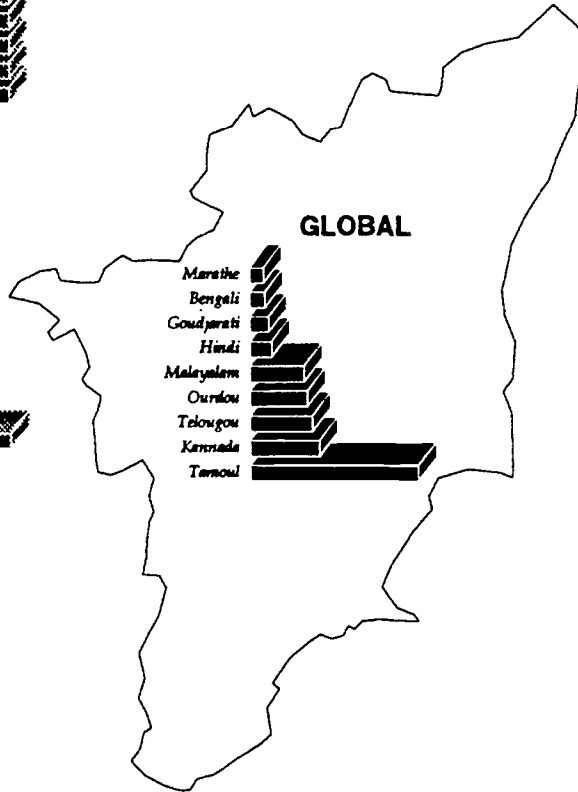 GLOBAL
Marathe
Bengali
Goudjarati
Hindi
Malayalam
Ourdou
Telougou
Kannada
Tamoul